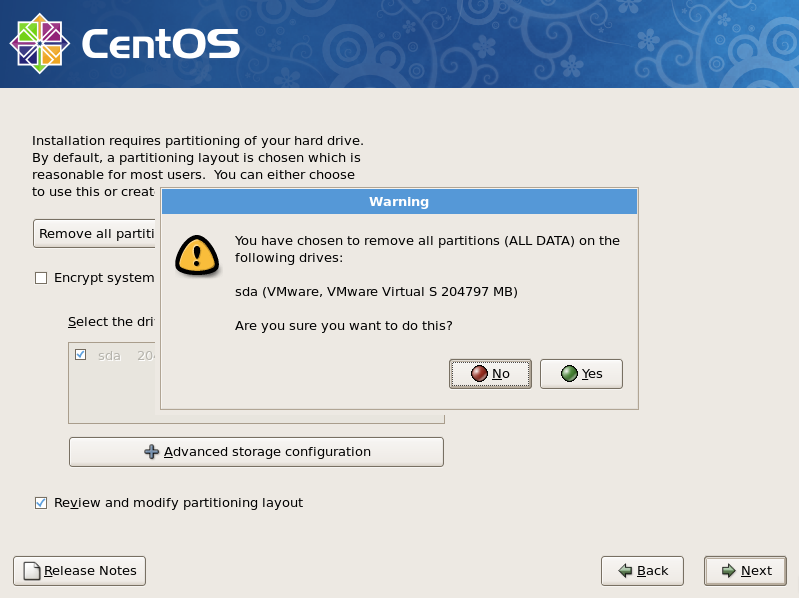 CentOS
Installation requires partitioning of your hard drive.
By default, a partitioning layout is chosen which is
reasonable for most users.  You can either choose
to use this or creat
Warning
Remove all partiti
You have chosen to remove all partitions (ALL DATA) on the
following drives:
Encrypt system
sda (VMware, VMware Virtual S 204797 MB)
Select the dri
Are you sure you want to do this?
sda 20
No Yes
Advanced storage configuration
Review and modify partitioning layout
Release Notes Back Next